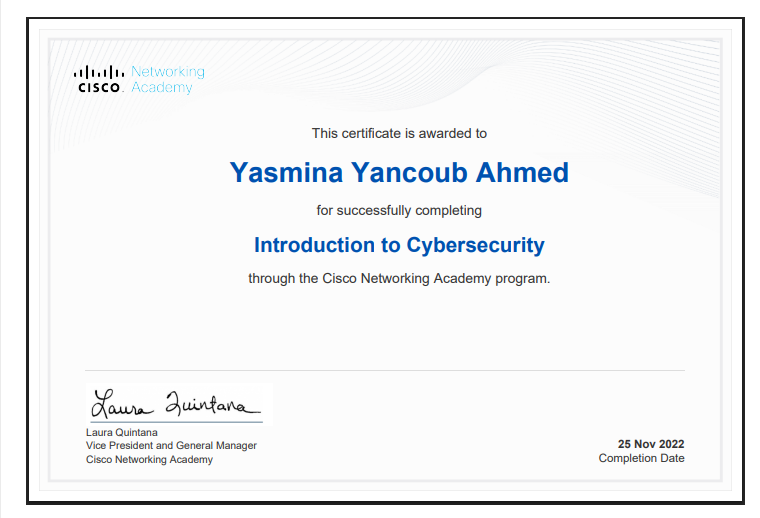 Networking
CISCO. Academy
This certificate is awarded to
Yasmina Yancoub Ahmed
for successfully completing
Introduction to Cybersecurity
through the Cisco Networking Academy program.
Laura Quintana
Laura Quintana
Vice President and General Manager
Cisco Networking Academy
25 Nov 2022
Completion Date